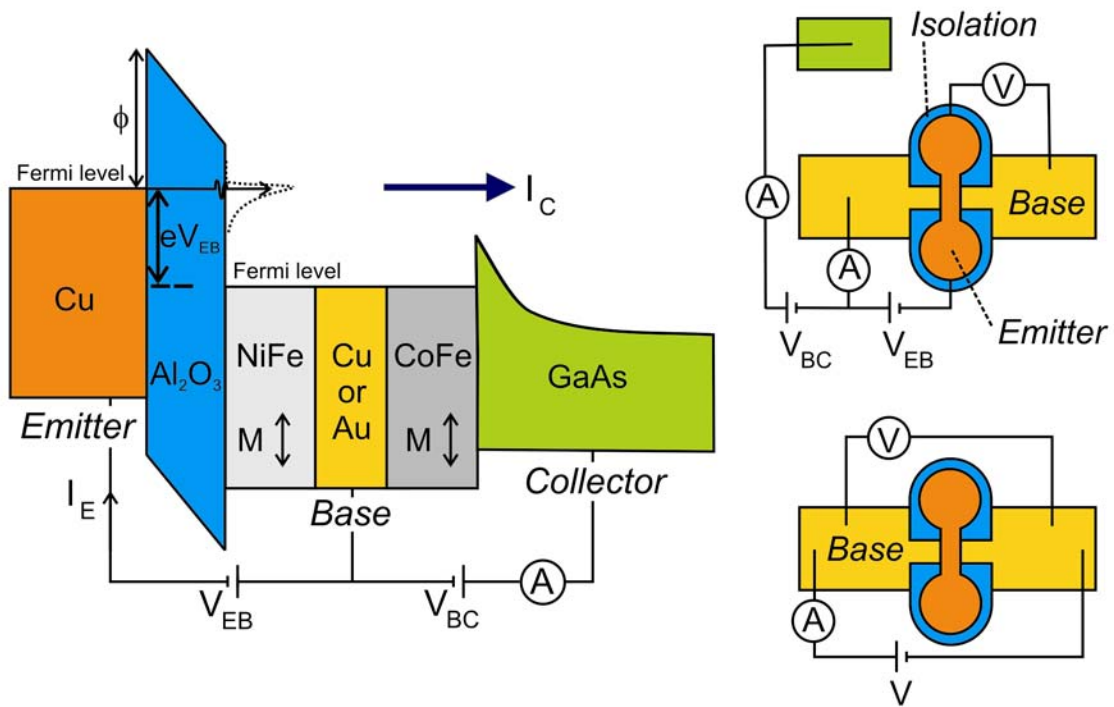 ϕ
Fermi level
eV_EB
Cu
Al₂O₃
Emitter
I_E
V_EB
I_C
Fermi level
NiFe
M
Cu
or
Au
CoFe
M
Base
GaAs
Collector
V_BC
A
Isolation
V
A
A
Base
V_BC
V_EB
Emitter
V
Base
A
V